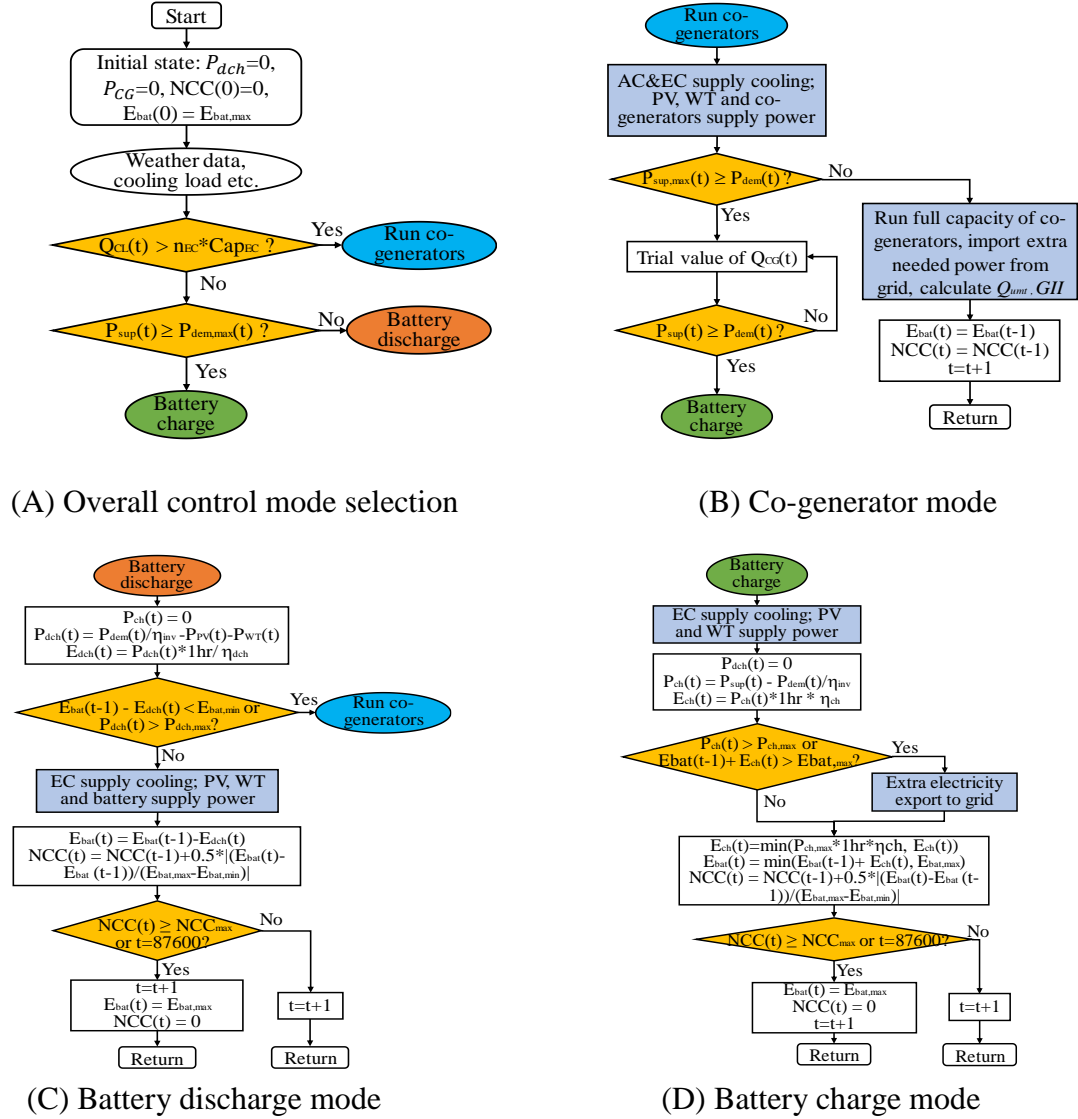 Start
Initial state: P_dch=0,
P_CG=0, NCC(0)=0,
E_bat(0) = E_bat,max
Weather data,
cooling load etc.
Q_CL(t) > n_EC*Cap_EC ?
Yes
Run co-
generators
No
P_sup(t) ≥ P_dem,max(t) ?
No
Battery
discharge
Yes
Battery
charge
(A) Overall control mode selection
Run co-
generators
AC&EC supply cooling;
PV, WT and co-
generators supply power
P_sup,max(t) ≥ P_dem(t) ?
No
Yes
Trial value of Q_CG(t)
P_sup(t) ≥ P_dem(t) ?
No
Yes
Battery
charge
Run full capacity of co-
generators, import extra
needed power from
grid, calculate Q_umt , GII
E_bat(t) = E_bat(t-1)
NCC(t) = NCC(t-1)
t=t+1
Return
(B) Co-generator mode
Battery
discharge
P_ch(t) = 0
P_dch(t) = P_dem(t)/η_inv -P_PV(t)-P_WT(t)
E_dch(t) = P_dch(t)*1hr/ η_dch
E_bat(t-1) - E_dch(t) < E_bat,min or
P_dch(t) > P_dch,max?
Yes
Run co-
generators
No
EC supply cooling; PV, WT
and battery supply power
E_bat(t) = E_bat(t-1)-E_dch(t)
NCC(t) = NCC(t-1)+0.5*|(E_bat(t)-
E_bat (t-1))/(E_bat,max-E_bat,min)|
NCC(t) ≥ NCC_max
or t=87600?
No
Yes
t=t+1
E_bat(t) = E_bat,max
NCC(t) = 0
Return
t=t+1
Return
(C) Battery discharge mode
Battery
charge
EC supply cooling; PV
and WT supply power
P_dch(t) = 0
P_ch(t) = P_sup(t) - P_dem(t)/η_inv
E_ch(t) = P_ch(t)*1hr * η_ch
P_ch(t) > P_ch,max or
Ebat(t-1)+ E_ch(t) > Ebat,max?
Yes
Extra electricity
export to grid
No
E_ch(t)=min(P_ch,max*1hr*ηch, E_ch(t))
E_bat(t) = min(E_bat(t-1)+ E_ch(t), E_bat,max)
NCC(t) = NCC(t-1)+0.5*|(E_bat(t)-E_bat (t-
1))/(E_bat,max-E_bat,min)|
NCC(t) ≥ NCC_max or t=87600?
No
Yes
E_bat(t) = E_bat,max
NCC(t) = 0
t=t+1
Return
t=t+1
Return
(D) Battery charge mode